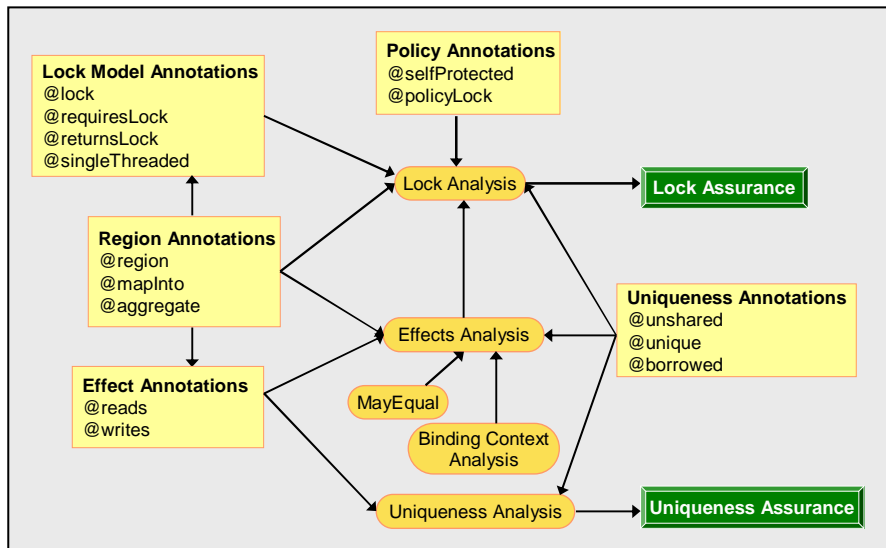 Lock Model Annotations
@lock
@requiresLock
@returnsLock
@singleThreaded
Policy Annotations
@selfProtected
@policyLock
Lock Analysis
Lock Assurance
Region Annotations
@region
@mapInto
@aggregate
Uniqueness Annotations
@unshared
@unique
@borrowed
Effects Analysis
Effect Annotations
@reads
@writes
MayEqual
Binding Context
Analysis
Uniqueness Analysis
Uniqueness Assurance